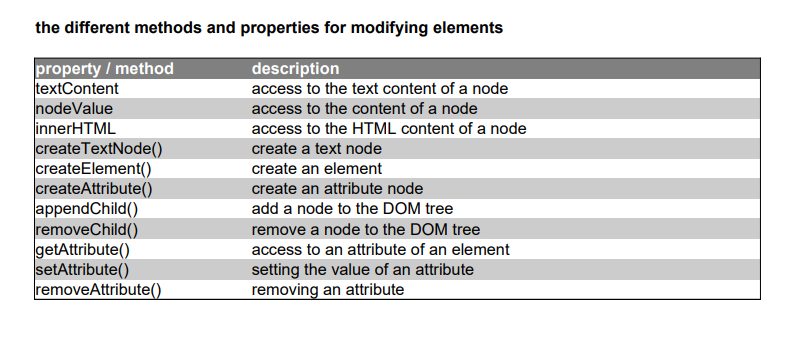 the different methods and properties for modifying elements
property / method description
textContent access to the text content of a node
nodeValue access to the content of a node
innerHTML access to the HTML content of a node
createTextNode() create a text node
createElement() create an element
createAttribute() create an attribute node
appendChild() add a node to the DOM tree
removeChild() remove a node to the DOM tree
getAttribute() access to an attribute of an element
setAttribute() setting the value of an attribute
removeAttribute() removing an attribute